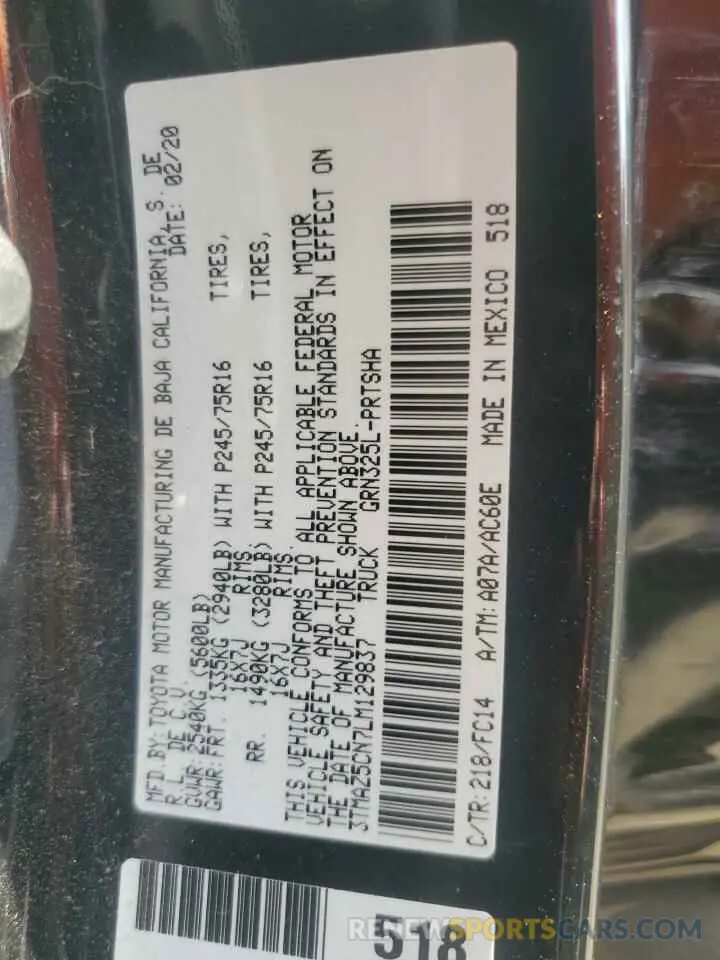 MFD BY: TOYOTA MOTOR MANUFACTURING DE BAJA CALIFORNIA, S. DE
R.L. DE C.V. DATE: 02/20
GVWR: 2540KG (5600LB)
GAWR: FRT. 1335KG (2940LB) WITH P245/75R16 TIRES,
16X7J RIMS.
RR. 1490KG (3280LB) WITH P245/75R16 TIRES,
16X7J RIMS.
THIS VEHICLE CONFORMS TO ALL APPLICABLE FEDERAL MOTOR
VEHICLE SAFETY AND THEFT PREVENTION STANDARDS IN EFFECT ON
THE DATE OF MANUFACTURE SHOWN ABOVE.
3TMAZ5CN7LM129837 TRUCK GRN325L-PRTSHA
C/TR: 218/FC14 A/TM: A07A/AC60E MADE IN MEXICO 518
518
RENEWSPORTSCARS.COM